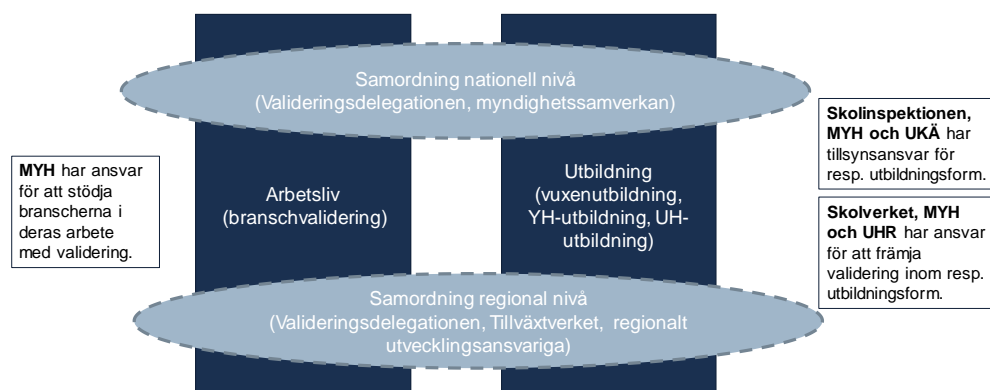 Samordning nationell nivå
(Valideringsdelegationen, myndighetssamverkan)
MYH har ansvar
för att stödja
branscherna i
deras arbete
med validering.
Arbetsliv
(branschvalidering)
Utbildning
(vuxenutbildning,
YH-utbildning, UH-
utbildning)
Skolinspektionen,
MYH och UKÄ har
tillsynsansvar för
resp. utbildningsform.
Skolverket, MYH
och UHR har ansvar
för att främja
validering inom resp.
utbildningsform.
Samordning regional nivå
(Valideringsdelegationen, Tillväxtverket, regionalt
utvecklingsansvariga)